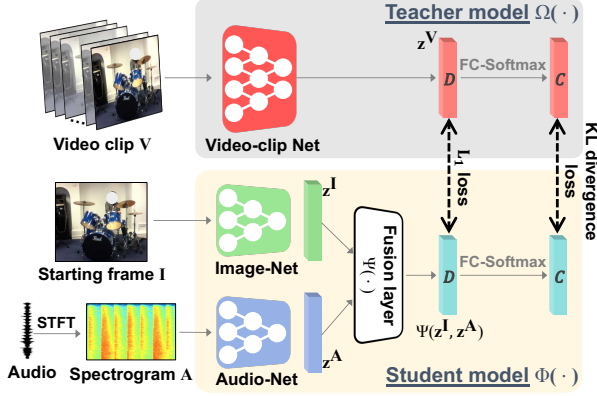 Teacher model Ω(·)
z^V
D
FC-Softmax
C
Video clip V
Video-clip Net
L₁ loss
KL divergence
loss
z^I
Starting frame I
Image-Net
Fusion layer
Ψ(·)
D
FC-Softmax
C
STFT
Ψ(z^I, z^A)
z^A
Audio
Spectrogram A
Audio-Net
Student model Φ(·)